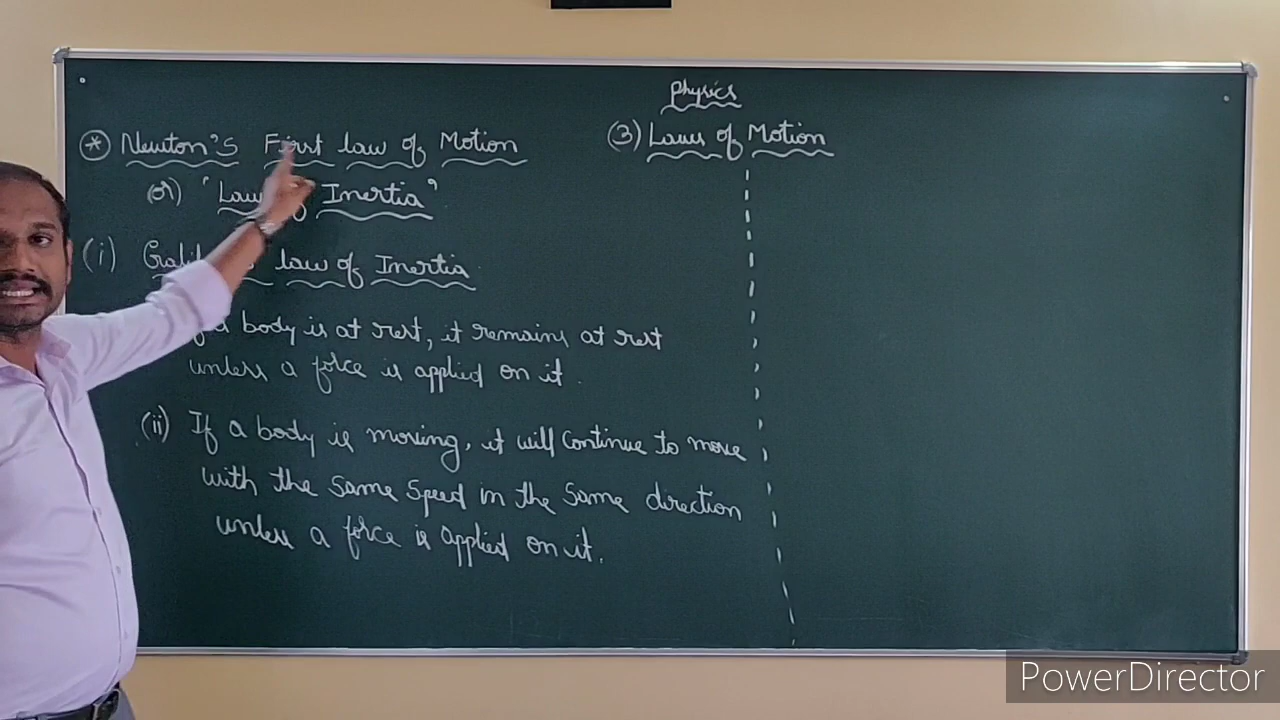 Physics
(3) Laws of Motion
* Newton's First law of Motion
(or) 'Law Inertia'
(i) law of Inertia
body is at rest, it remains at rest
unless a force is applied on it.
(ii) If a body is moving, it will continue to move
with the same speed in the same direction
unless a force is applied on it.
PowerDirector